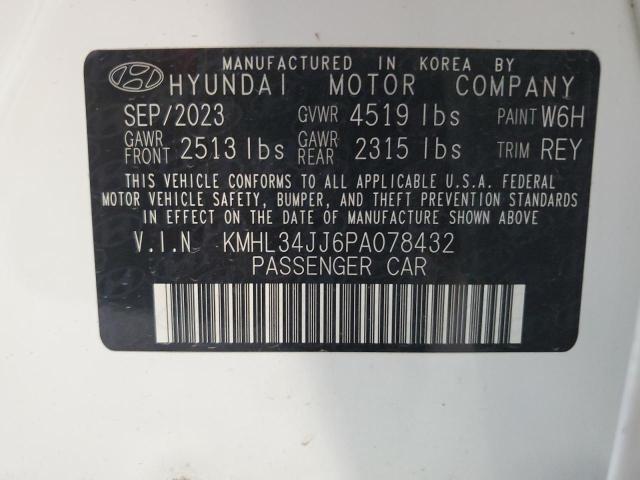 MANUFACTURED IN KOREA BY
HYUNDAI MOTOR COMPANY
SEP/2023 GVWR 4519 lbs PAINT W6H
GAWR FRONT 2513 lbs GAWR REAR 2315 lbs TRIM REY
THIS VEHICLE CONFORMS TO ALL APPLICABLE U.S.A. FEDERAL
MOTOR VEHICLE SAFETY, BUMPER, AND THEFT PREVENTION STANDARDS
IN EFFECT ON THE DATE OF MANUFACTURE SHOWN ABOVE
V.I.N KMHL34JJ6PA078432
PASSENGER CAR